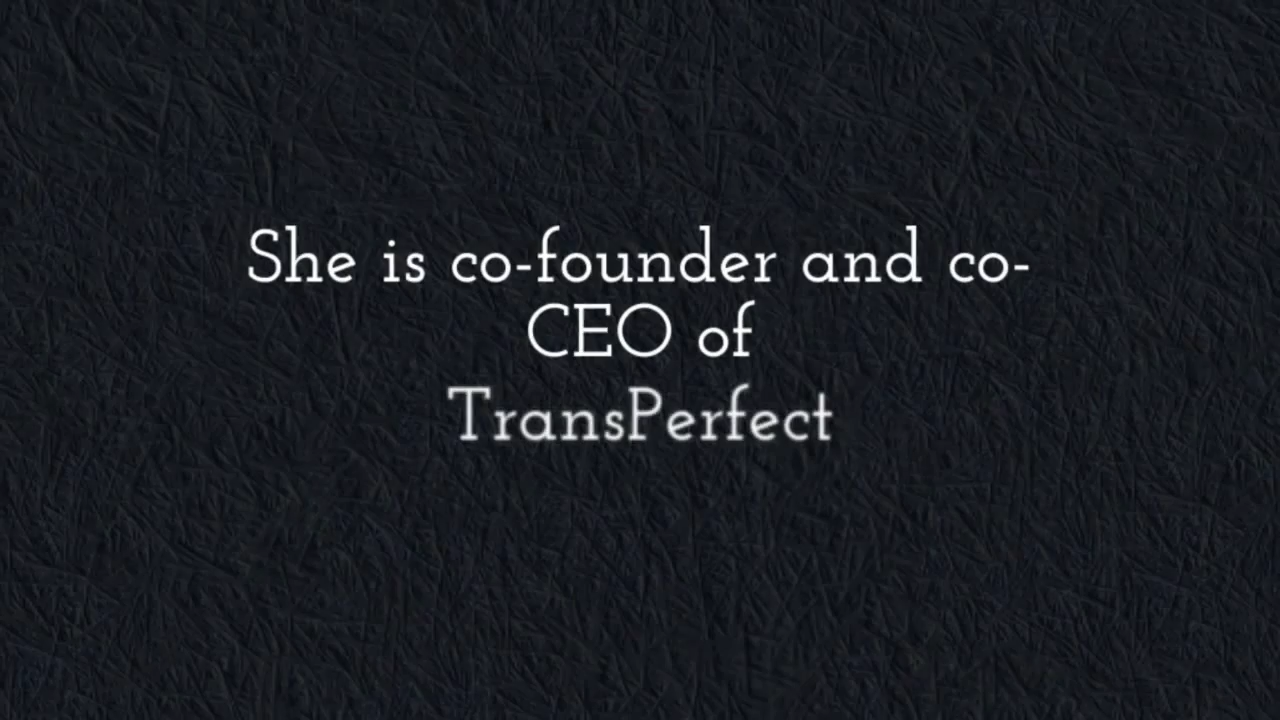 She is co-founder and co-
CEO of
TransPerfect